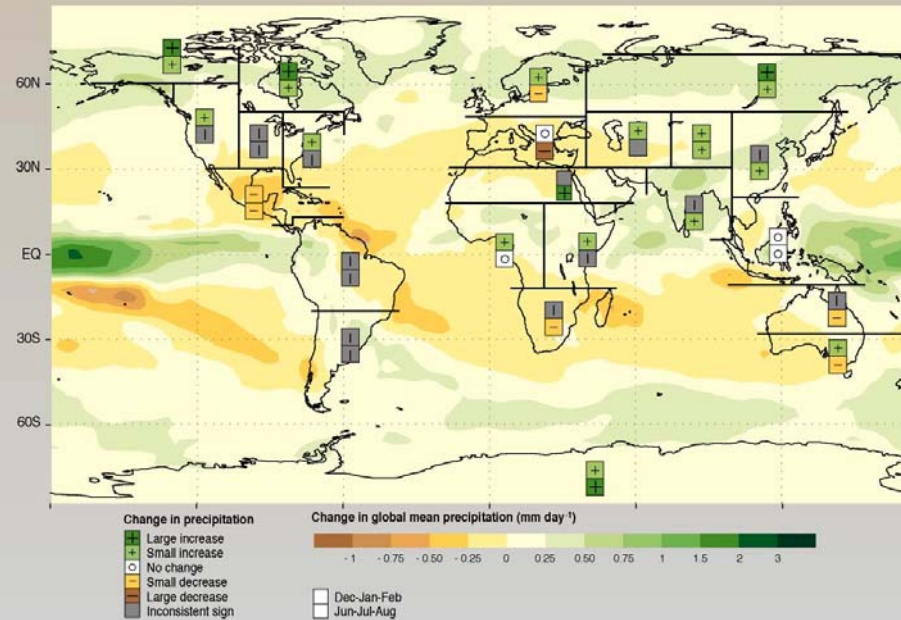 60N
30N
EQ
30S
60S
Change in precipitation
Large increase
Small increase
No change
Small decrease
Large decrease
Inconsistent sign
Change in global mean precipitation (mm day-1)
- 1 - 0.75 - 0.50 - 0.25 0 0.25 0.50 0.75 1 1.5 2 3
Dec-Jan-Feb
Jun-Jul-Aug